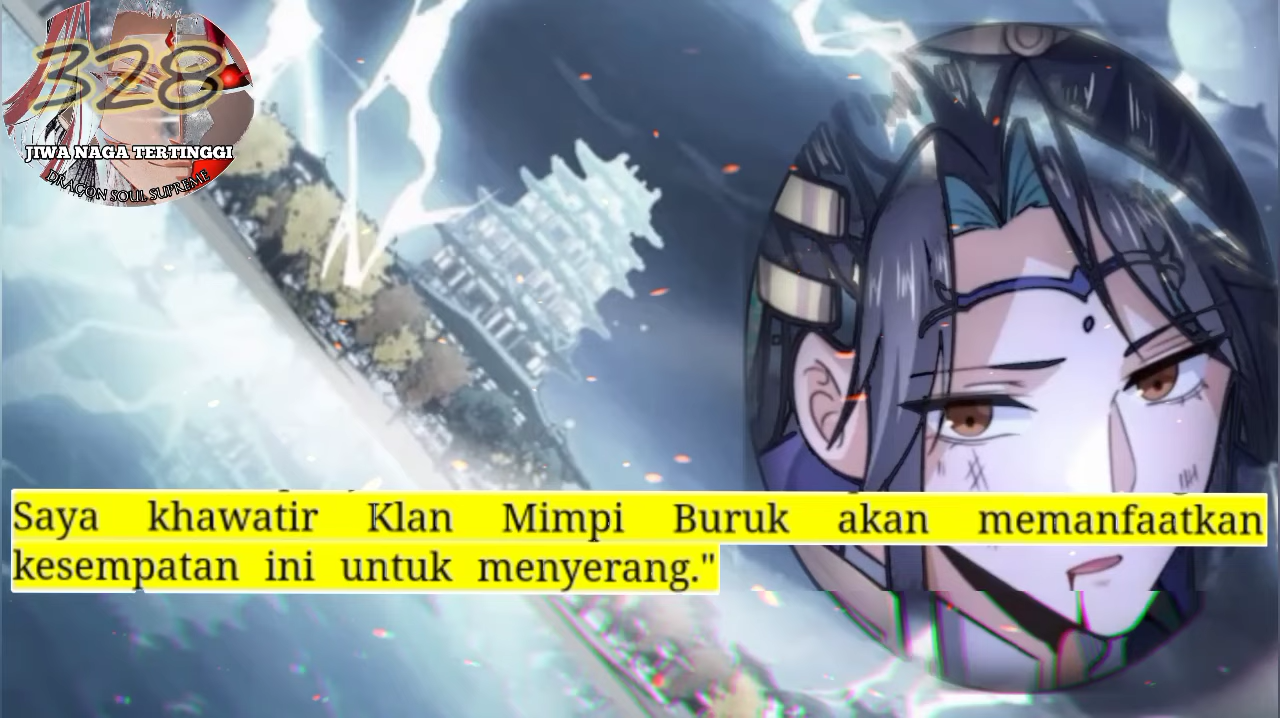 328
JIWA NAGA TERTINGGI
DRAGON SOUL SUPREME
Saya khawatir Klan Mimpi Buruk akan memanfaatkan
kesempatan ini untuk menyerang."